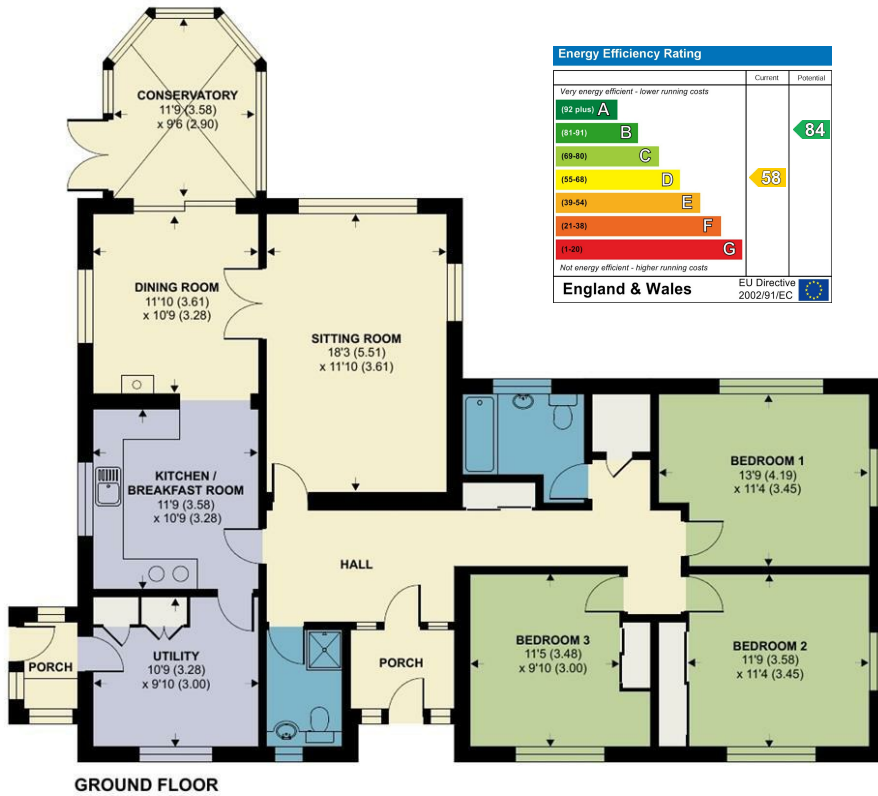 CONSERVATORY
11'9 (3.58)
x 9'6 (2.90)
Energy Efficiency Rating
Current
Potential
Very energy efficient - lower running costs
(92 plus) A
(81-91) B
84
(69-80) C
(55-68) D
58
(39-54) E
(21-38) F
(1-20) G
Not energy efficient - higher running costs
England & Wales
EU Directive
2002/91/EC
DINING ROOM
11'10 (3.61)
x 10'9 (3.28)
SITTING ROOM
18'3 (5.51)
x 11'10 (3.61)
KITCHEN /
BREAKFAST ROOM
11'9 (3.58)
x 10'9 (3.28)
BEDROOM 1
13'9 (4.19)
x 11'4 (3.45)
HALL
PORCH
UTILITY
10'9 (3.28)
x 9'10 (3.00)
PORCH
BEDROOM 3
11'5 (3.48)
x 9'10 (3.00)
BEDROOM 2
11'9 (3.58)
x 11'4 (3.45)
GROUND FLOOR